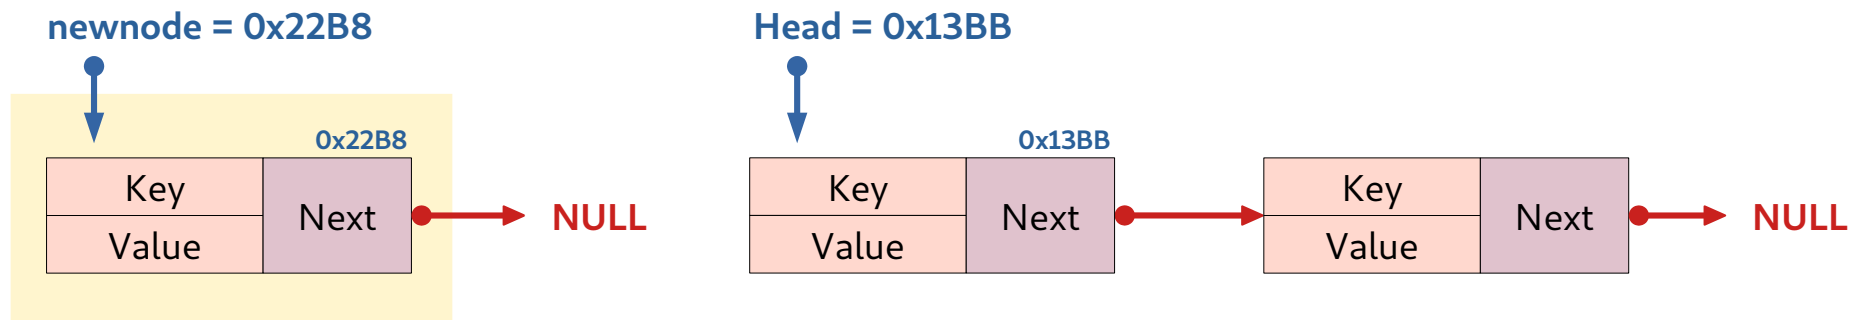 newnode = 0x22B8
Head = 0x13BB
0x22B8
Key
Value
Next
NULL
0x13BB
Key
Value
Next
Key
Value
Next
NULL